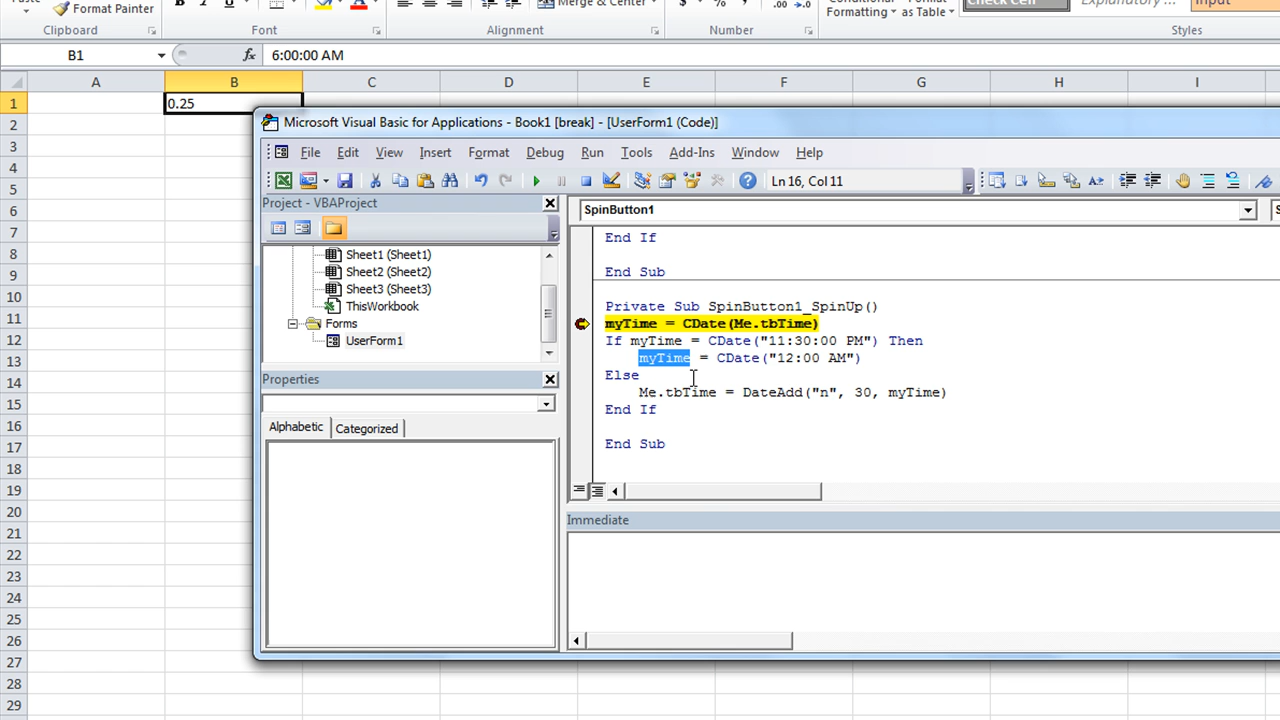 Paste
Format Painter
B I U
A
Merge & Center
$ % ,
.00 .0
Conditional Formatting
Format as Table
Check Cell
Explanatory ...
Input
Clipboard
Font
Alignment
Number
Styles
B1
fx
6:00:00 AM
A B C D E F G H I
1
0.25
2
3
4
5
6
7
8
9
10
11
12
13
14
15
16
17
18
19
20
21
22
23
24
25
26
27
28
29
Microsoft Visual Basic for Applications - Book1 [break] - [UserForm1 (Code)]
File Edit View Insert Format Debug Run Tools Add-Ins Window Help
Ln 16, Col 11
Project - VBAProject
Sheet1 (Sheet1)
Sheet2 (Sheet2)
Sheet3 (Sheet3)
ThisWorkbook
Forms
UserForm1
Properties
Alphabetic Categorized
SpinButton1
End If
End Sub
Private Sub SpinButton1_SpinUp()
myTime = CDate(Me.tbTime)
If myTime = CDate("11:30:00 PM") Then
myTime = CDate("12:00 AM")
Else
Me.tbTime = DateAdd("n", 30, myTime)
End If
End Sub
Immediate